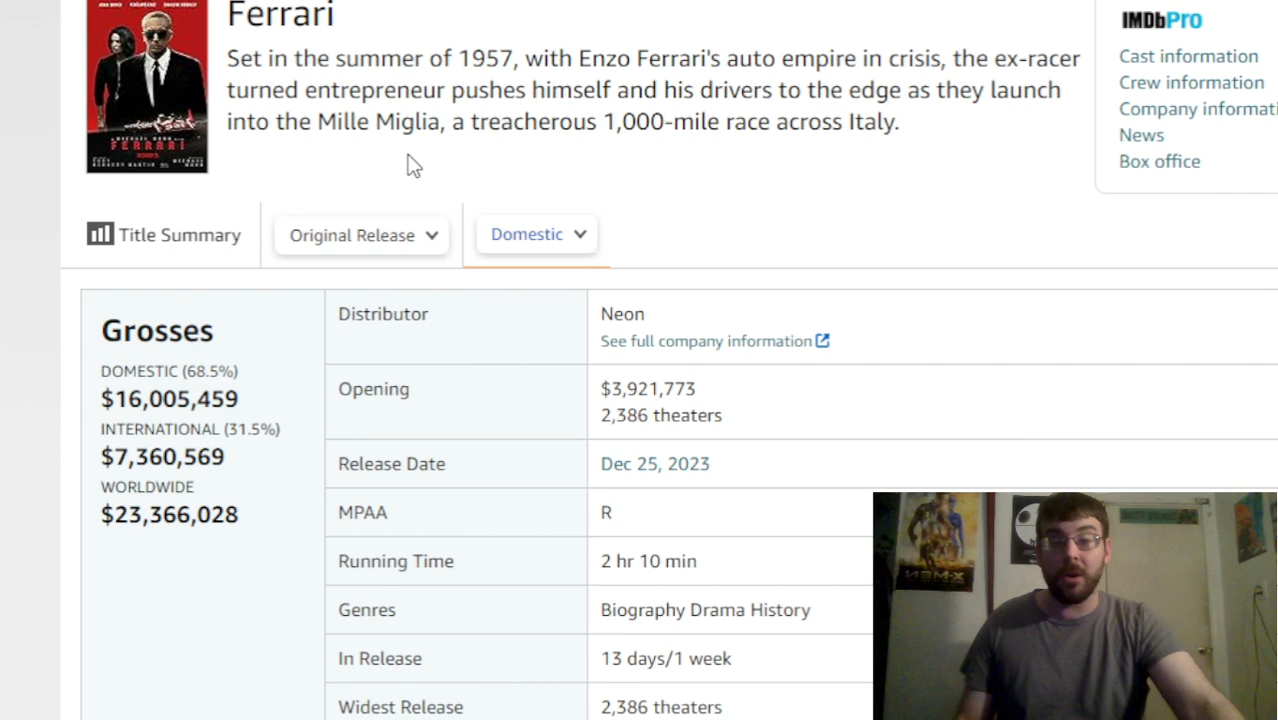 Ferrari
Set in the summer of 1957, with Enzo Ferrari's auto empire in crisis, the ex-racer
turned entrepreneur pushes himself and his drivers to the edge as they launch
into the Mille Miglia, a treacherous 1,000-mile race across Italy.
IMDbPro
Cast information
Crew information
Company informati
News
Box office
FERRARI
Title Summary
Original Release
Domestic
Grosses
DOMESTIC (68.5%)
$16,005,459
INTERNATIONAL (31.5%)
$7,360,569
WORLDWIDE
$23,366,028
Distributor
Neon
See full company information
Opening
$3,921,773
2,386 theaters
Release Date
Dec 25, 2023
MPAA
R
Running Time
2 hr 10 min
Genres
Biography Drama History
In Release
13 days/1 week
Widest Release
2,386 theaters